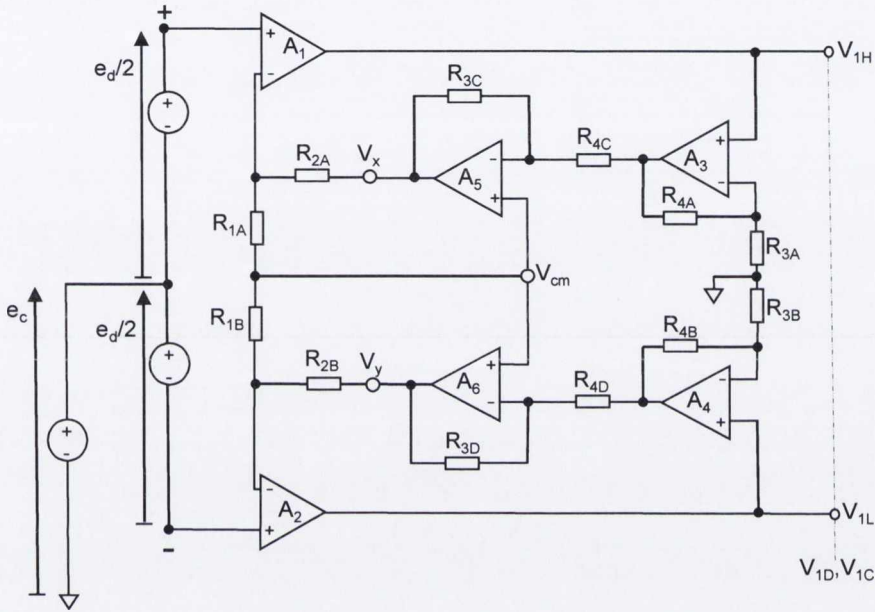 +
e_d/2
A_1
V_1H
R_3C
R_4C
A_3
R_2A
V_x
A_5
R_4A
R_1A
R_3A
V_cm
e_c
e_d/2
R_1B
R_3B
R_4B
R_2B
V_y
A_6
R_4D
A_4
R_3D
A_2
V_1L
-
V_1D, V_1C